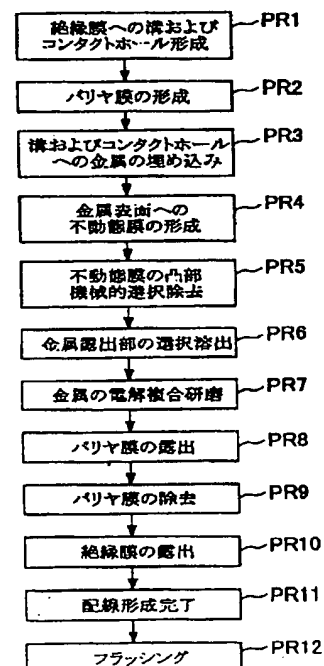 絶縁膜への溝および
コンタクトホール形成
PR1
バリヤ膜の形成
PR2
溝およびコンタクトホール
への金属の埋め込み
PR3
金属表面への
不動態膜の形成
PR4
不動態膜の凸部
機械的選択除去
PR5
金属露出部の選択溶出
PR6
金属の電解複合研磨
PR7
バリヤ膜の露出
PR8
バリヤ膜の除去
PR9
絶縁膜の露出
PR10
配線形成完了
PR11
フラッシング
PR12